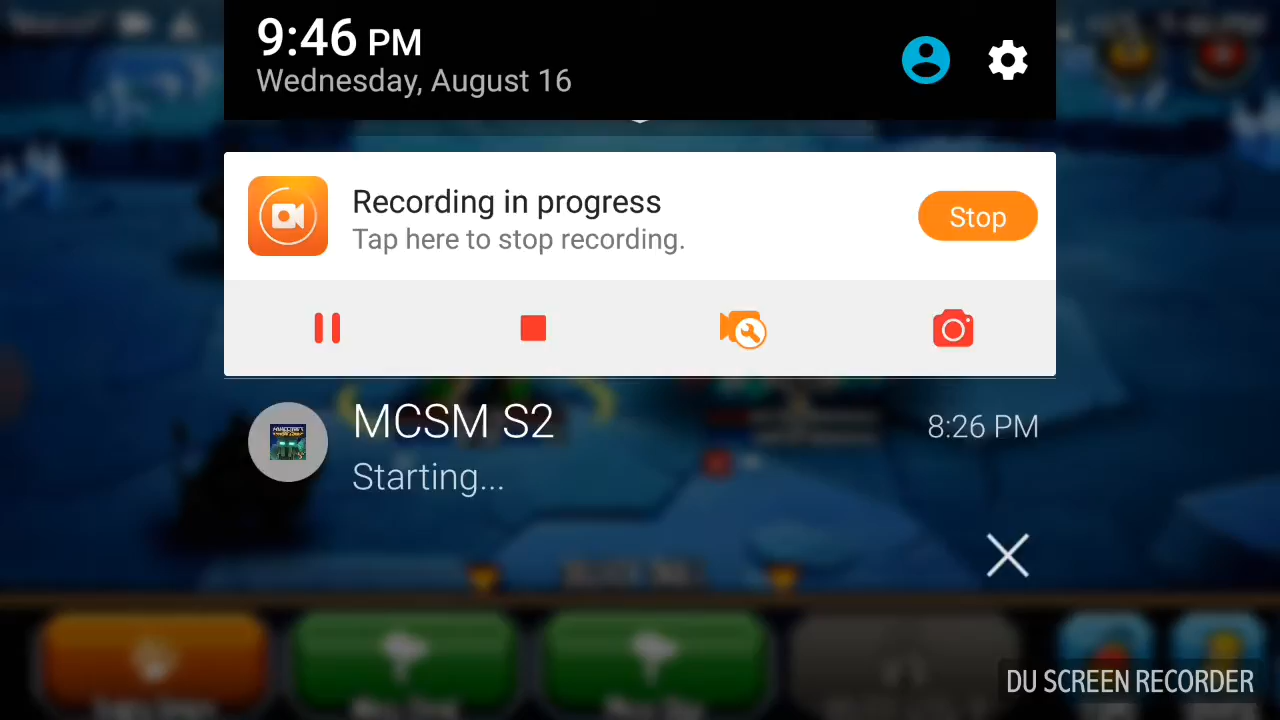 9:46 PM
Wednesday, August 16
Recording in progress
Tap here to stop recording.
Stop
MCSM S2
8:26 PM
Starting...
DU SCREEN RECORDER